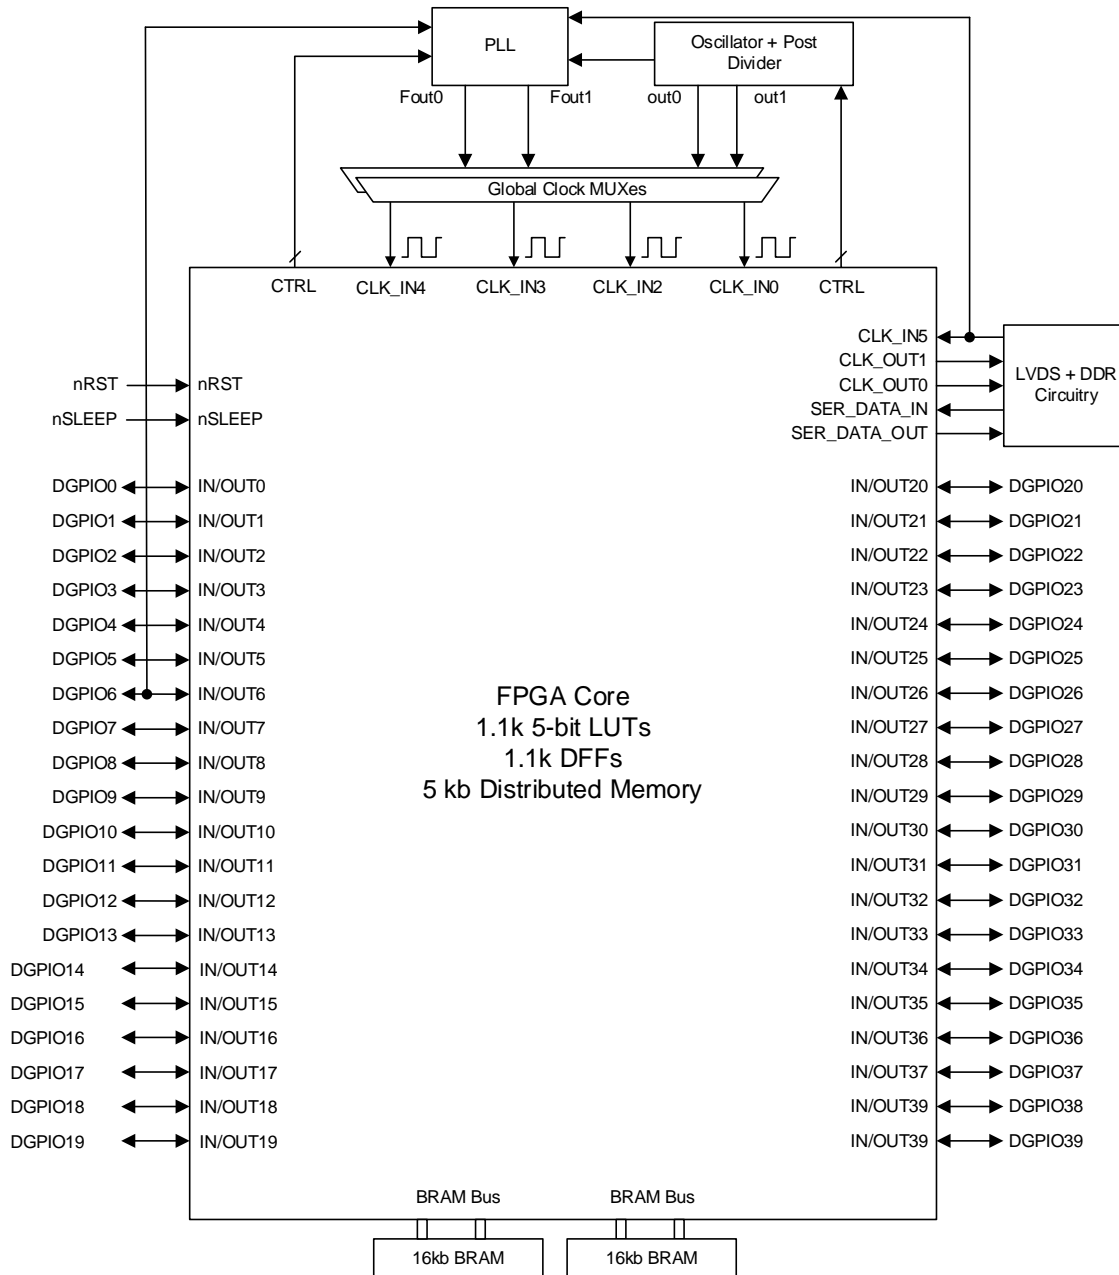 PLL
Oscillator + Post
Divider
Fout0
Fout1
out0
out1
Global Clock MUXes
CTRL
CLK_IN4
CLK_IN3
CLK_IN2
CLK_IN0
CTRL
nRST
nRST
nSLEEP
nSLEEP
CLK_IN5
CLK_OUT1
CLK_OUT0
SER_DATA_IN
SER_DATA_OUT
LVDS + DDR
Circuitry
DGPIO0
IN/OUT0
IN/OUT20
DGPIO20
DGPIO1
IN/OUT1
IN/OUT21
DGPIO21
DGPIO2
IN/OUT2
IN/OUT22
DGPIO22
DGPIO3
IN/OUT3
IN/OUT23
DGPIO23
DGPIO4
IN/OUT4
IN/OUT24
DGPIO24
DGPIO5
IN/OUT5
IN/OUT25
DGPIO25
DGPIO6
IN/OUT6
IN/OUT26
DGPIO26
DGPIO7
IN/OUT7
IN/OUT27
DGPIO27
DGPIO8
IN/OUT8
IN/OUT28
DGPIO28
DGPIO9
IN/OUT9
IN/OUT29
DGPIO29
DGPIO10
IN/OUT10
IN/OUT30
DGPIO30
DGPIO11
IN/OUT11
IN/OUT31
DGPIO31
DGPIO12
IN/OUT12
IN/OUT32
DGPIO32
DGPIO13
IN/OUT13
IN/OUT33
DGPIO33
DGPIO14
IN/OUT14
IN/OUT34
DGPIO34
DGPIO15
IN/OUT15
IN/OUT35
DGPIO35
DGPIO16
IN/OUT16
IN/OUT36
DGPIO36
DGPIO17
IN/OUT17
IN/OUT37
DGPIO37
DGPIO18
IN/OUT18
IN/OUT39
DGPIO38
DGPIO19
IN/OUT19
IN/OUT39
DGPIO39
FPGA Core
1.1k 5-bit LUTs
1.1k DFFs
5 kb Distributed Memory
BRAM Bus
BRAM Bus
16kb BRAM
16kb BRAM